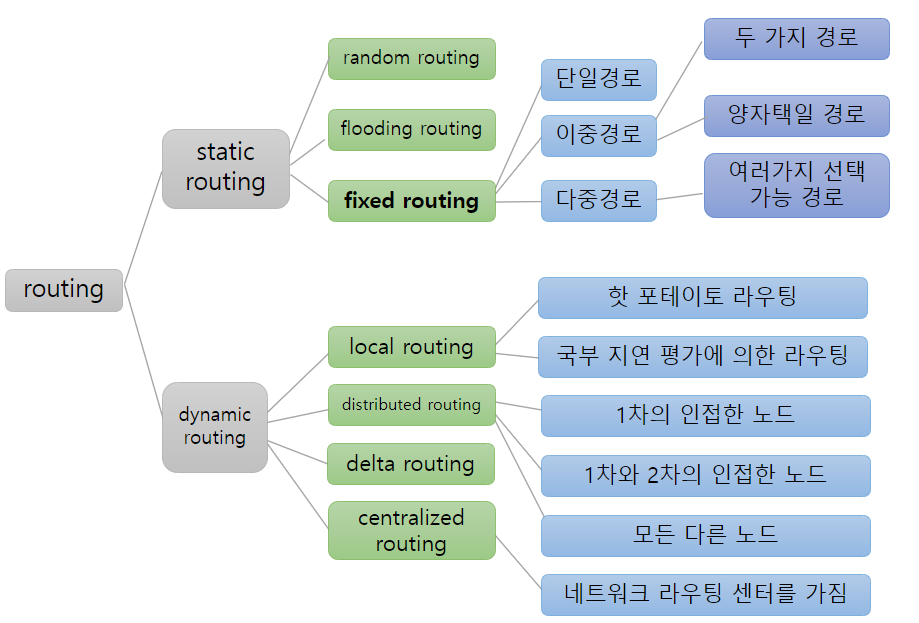 routing
static
routing
random routing
flooding routing
fixed routing
단일경로
이중경로
다중경로
두 가지 경로
양자택일 경로
여러가지 선택
가능 경로
dynamic
routing
local routing
distributed routing
delta routing
centralized
routing
핫 포테이토 라우팅
국부 지연 평가에 의한 라우팅
1차의 인접한 노드
1차와 2차의 인접한 노드
모든 다른 노드
네트워크 라우팅 센터를 가짐